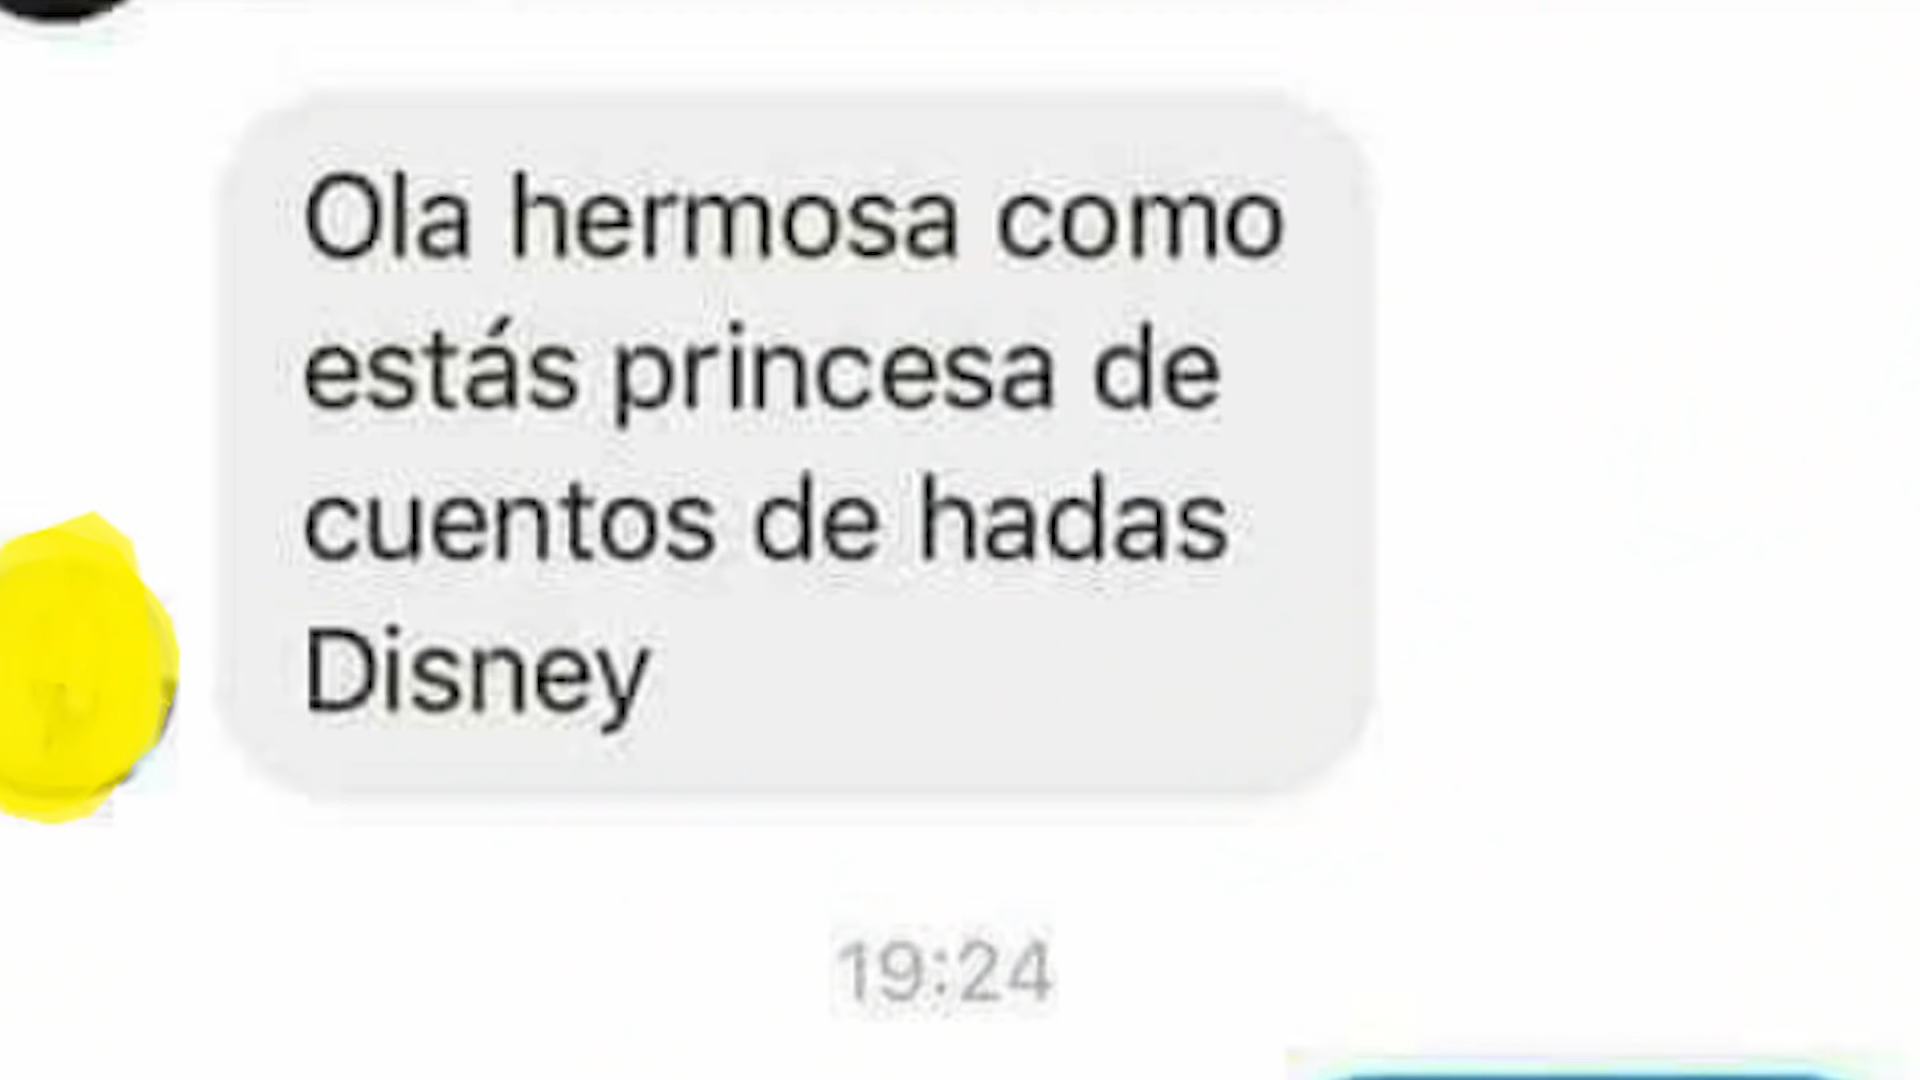 Ola hermosa como
estás princesa de
cuentos de hadas
Disney
19:24